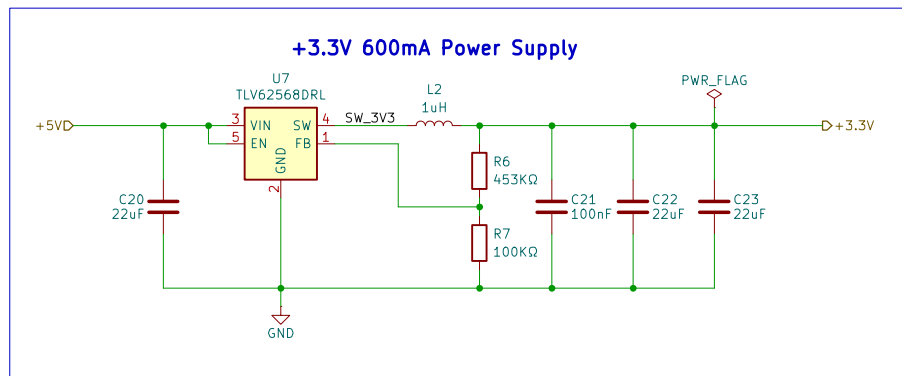 +3.3V 600mA Power Supply
U7
TLV62568DRL
L2
1uH
PWR_FLAG
+5V
3
VIN
SW
4
SW_3V3
+3.3V
5
EN
FB
1
GND
2
R6
453KΩ
C20
22uF
C21
100nF
C22
22uF
C23
22uF
R7
100KΩ
GND